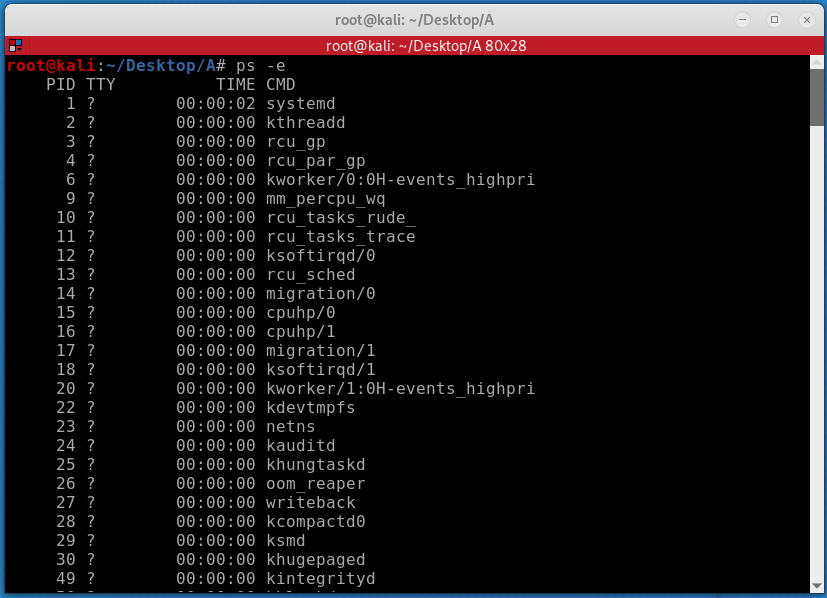 root@kali: ~/Desktop/A
root@kali: ~/Desktop/A 80x28
root@kali:~/Desktop/A# ps -e
    PID TTY          TIME CMD
      1 ?        00:00:02 systemd
      2 ?        00:00:00 kthreadd
      3 ?        00:00:00 rcu_gp
      4 ?        00:00:00 rcu_par_gp
      6 ?        00:00:00 kworker/0:0H-events_highpri
      9 ?        00:00:00 mm_percpu_wq
     10 ?        00:00:00 rcu_tasks_rude_
     11 ?        00:00:00 rcu_tasks_trace
     12 ?        00:00:00 ksoftirqd/0
     13 ?        00:00:00 rcu_sched
     14 ?        00:00:00 migration/0
     15 ?        00:00:00 cpuhp/0
     16 ?        00:00:00 cpuhp/1
     17 ?        00:00:00 migration/1
     18 ?        00:00:00 ksoftirqd/1
     20 ?        00:00:00 kworker/1:0H-events_highpri
     22 ?        00:00:00 kdevtmpfs
     23 ?        00:00:00 netns
     24 ?        00:00:00 kauditd
     25 ?        00:00:00 khungtaskd
     26 ?        00:00:00 oom_reaper
     27 ?        00:00:00 writeback
     28 ?        00:00:00 kcompactd0
     29 ?        00:00:00 ksmd
     30 ?        00:00:00 khugepaged
     49 ?        00:00:00 kintegrityd